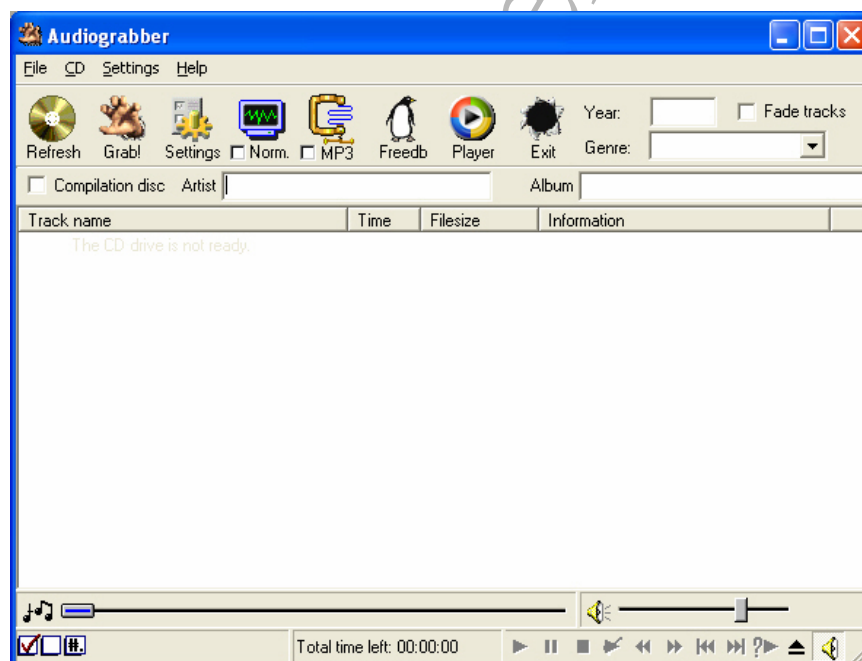 Audiograbber
File CD Settings Help
Refresh Grab! Settings Norm. MP3 Freedb Player Exit Year: Fade tracks
Genre:
Compilation disc Artist Album
Track name Time Filesize Information
The CD drive is not ready.
#.
Total time left: 00:00:00